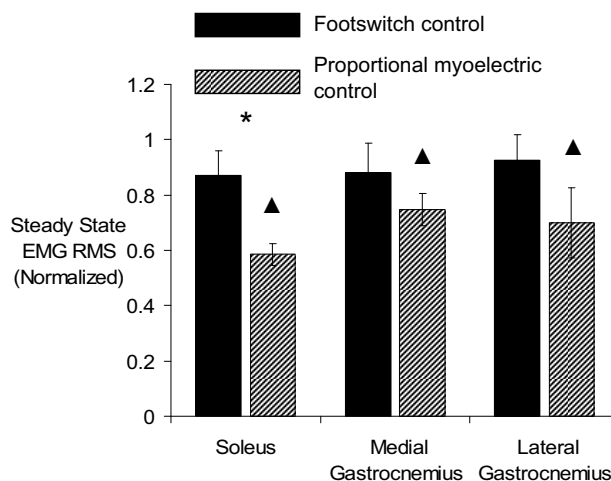 Footswitch control
Proportional myoelectric
control
1.2
1
0.8
0.6
0.4
0.2
0
*
▲
▲
▲
Steady State
EMG RMS
(Normalized)
Soleus
Medial
Gastrocnemius
Lateral
Gastrocnemius